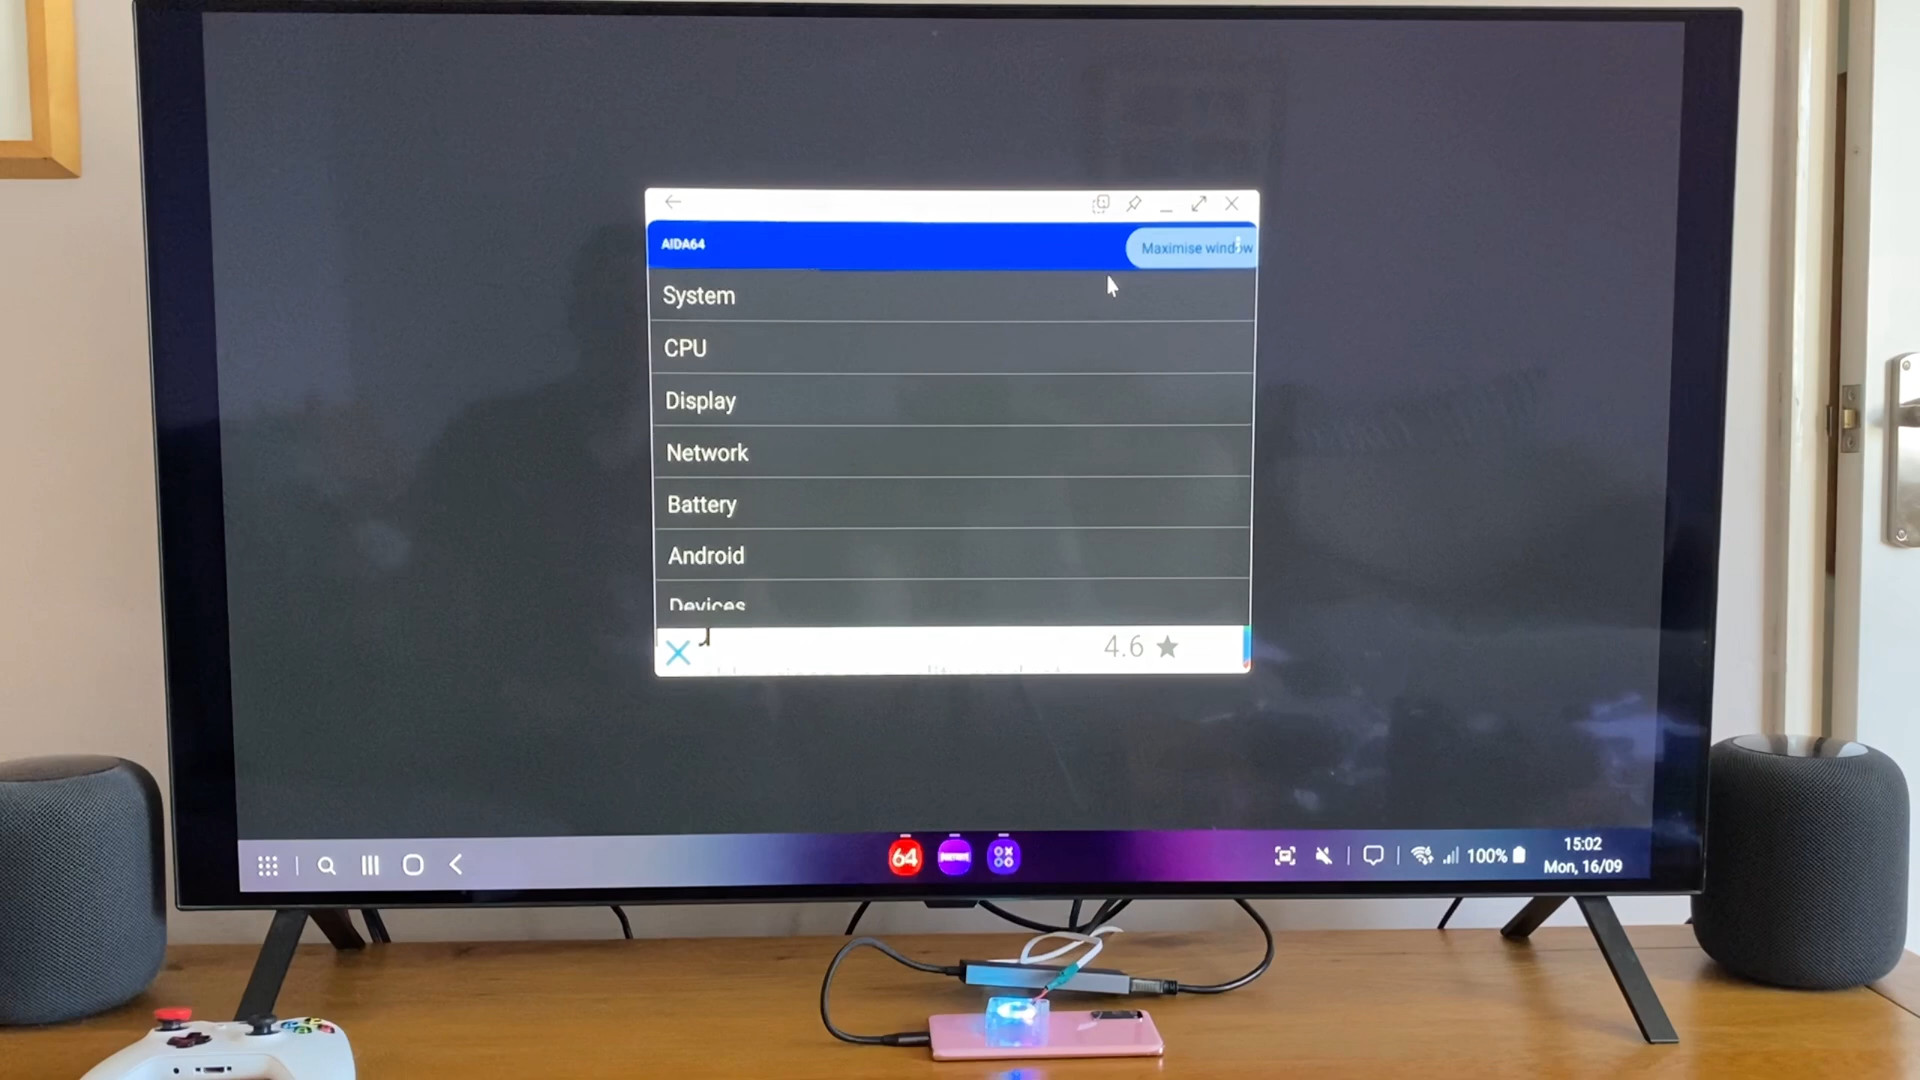 AIDA64
Maximise window
System
CPU
Display
Network
Battery
Android
Devices
4.6
64
100%
15:02
Mon, 16/09